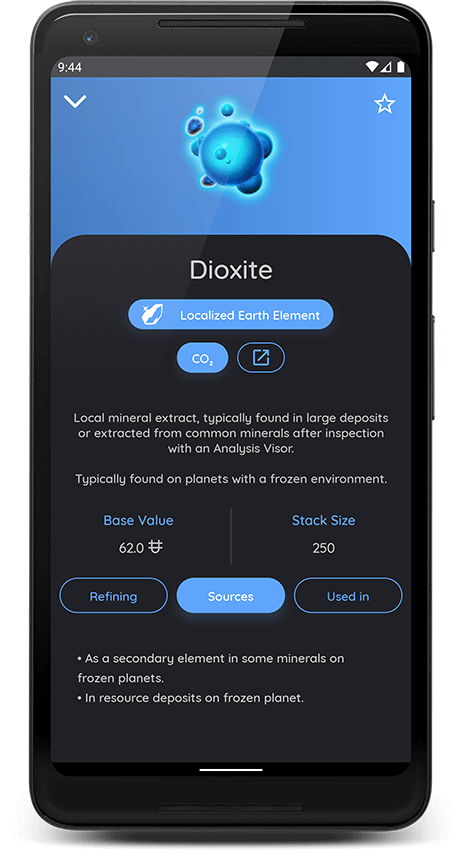 9:44
Dioxite
Localized Earth Element
CO₂
Local mineral extract, typically found in large deposits
or extracted from common minerals after inspection
with an Analysis Visor.
Typically found on planets with a frozen environment.
Base Value
Stack Size
62.0
250
Refining
Sources
Used in
• As a secondary element in some minerals on
frozen planets.
• In resource deposits on frozen planet.